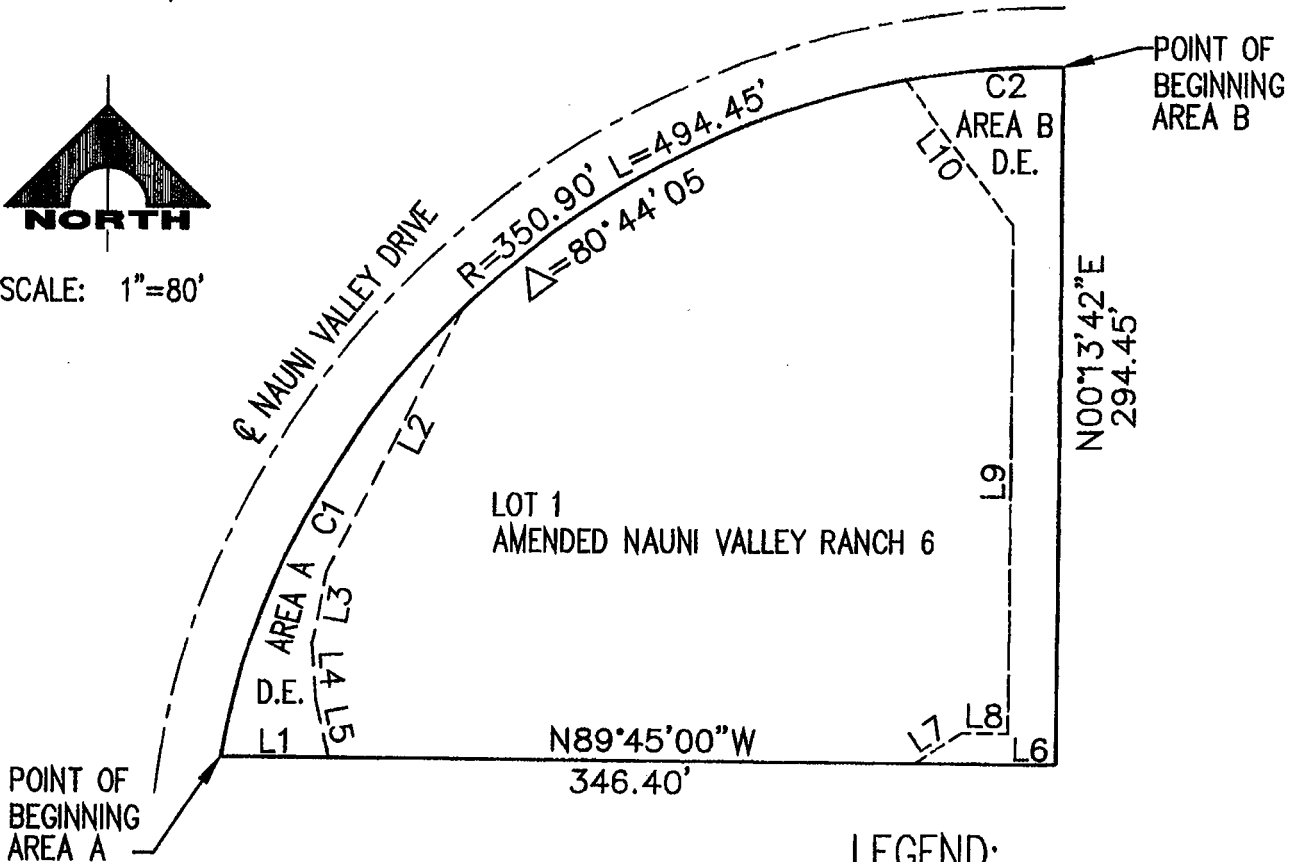 POINT OF
BEGINNING
AREA B
C2
AREA B
D.E.
L10
R=350.90' L=494.45'
△=80°44'05
NORTH
SCALE: 1"=80'
℄ NAUNI VALLEY DRIVE
N00°13'42"E
294.45'
L2
L9
LOT 1
AMENDED NAUNI VALLEY RANCH 6
C1
AREA A
L3
L4
D.E.
L5
L1
N89°45'00"W
346.40'
L7
L8
L6
POINT OF
BEGINNING
AREA A
LEGEND: